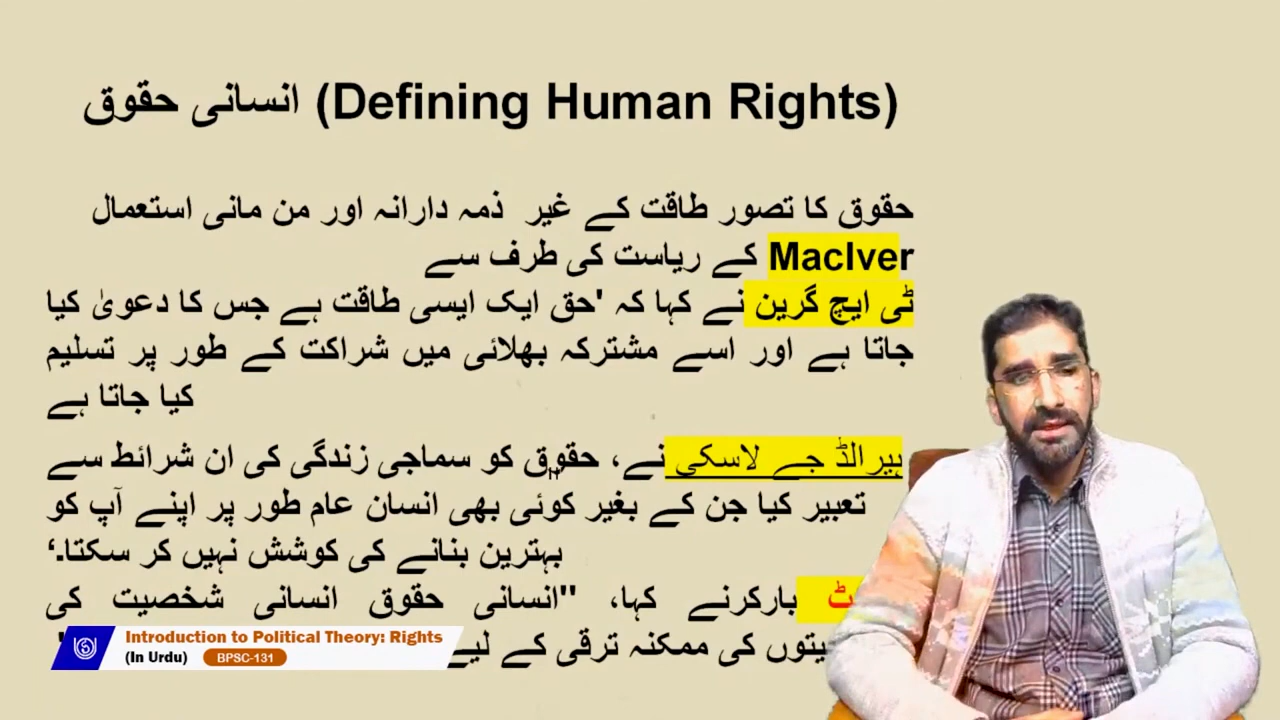 انسانی حقوق (Defining Human Rights)
حقوق کا تصور طاقت کے غیر ذمہ دارانہ اور من مانی استعمال
MacIver کے ریاست کی طرف سے
ٹی ایچ گرین نے کہا کہ 'حق ایک ایسی طاقت ہے جس کا دعویٰ کیا
جاتا ہے اور اسے مشترکہ بھلائی میں شراکت کے طور پر تسلیم
کیا جاتا ہے
ہیرالڈ جے لاسکی نے، حقوق کو سماجی زندگی کی ان شرائط سے
تعبیر کیا جن کے بغیر کوئی بھی انسان عام طور پر اپنے آپ کو
بہترین بنانے کی کوشش نہیں کر سکتا۔‘
بارکرنے کہا، "انسانی حقوق انسانی شخصیت کی
کی ممکنہ ترقی کے لیے
Introduction to Political Theory: Rights
(In Urdu) BPSC-131